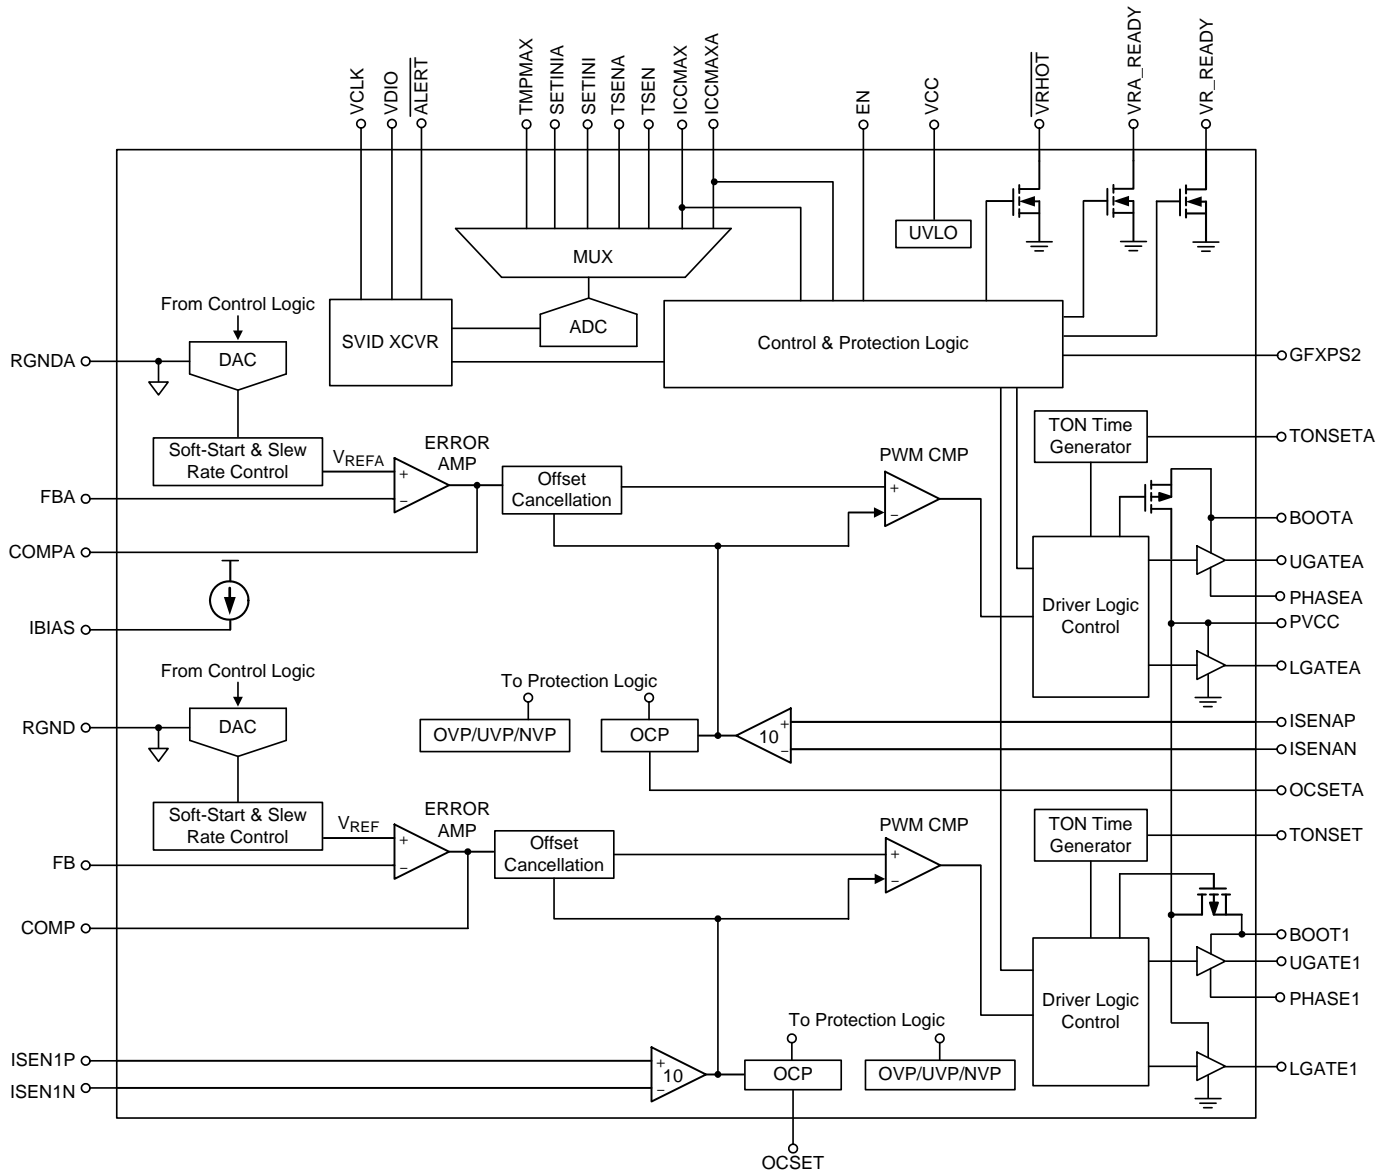 VCLK
VDIO
ALERT
TMPMAX
SETINIA
SETINI
TSENA
TSEN
ICCMAX
ICCMAXA
EN
VCC
VRHOT
VRA_READY
VR_READY
UVLO
MUX
From Control Logic
ADC
SVID XCVR
Control & Protection Logic
RGNDA
DAC
GFXPS2
Soft-Start & Slew
Rate Control
VREFA
+
−
ERROR
AMP
Offset
Cancellation
PWM CMP
+
−
TON Time
Generator
TONSETA
FBA
BOOTA
COMPA
UGATEA
PHASEA
Driver Logic
Control
IBIAS
PVCC
LGATEA
From Control Logic
To Protection Logic
RGND
DAC
OVP/UVP/NVP
OCP
10
+
−
ISENAP
ISENAN
OCSETA
Soft-Start & Slew
Rate Control
VREF
+
−
ERROR
AMP
Offset
Cancellation
PWM CMP
+
−
TON Time
Generator
TONSET
FB
COMP
BOOT1
UGATE1
PHASE1
Driver Logic
Control
To Protection Logic
ISEN1P
ISEN1N
+
−
10
OCP
OVP/UVP/NVP
LGATE1
OCSET